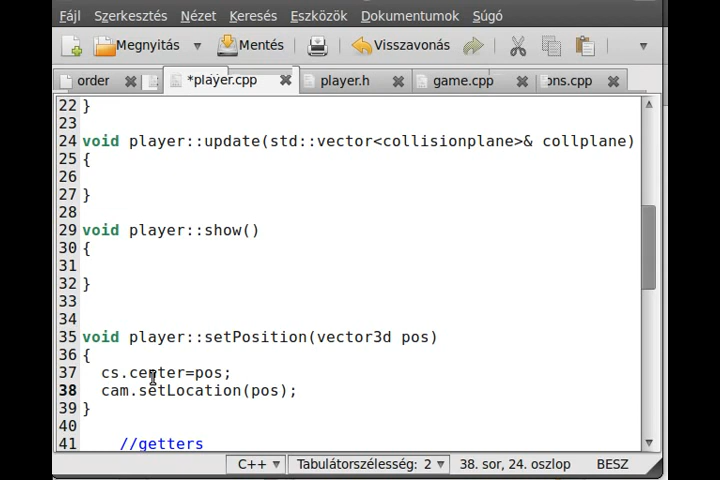 Fájl Szerkesztés Nézet Keresés Eszközök Dokumentumok Súgó
Megnyitás Mentés Visszavonás
order *player.cpp player.h game.cpp ons.cpp
22 }
23
24 void player::update(std::vector<collisionplane>& collplane)
25 {
26
27 }
28
29 void player::show()
30 {
31
32 }
33
34
35 void player::setPosition(vector3d pos)
36 {
37 cs.center=pos;
38 cam.setLocation(pos);
39 }
40
41 //getters
C++ Tabulátorszélesség: 2 38. sor, 24. oszlop BESZ